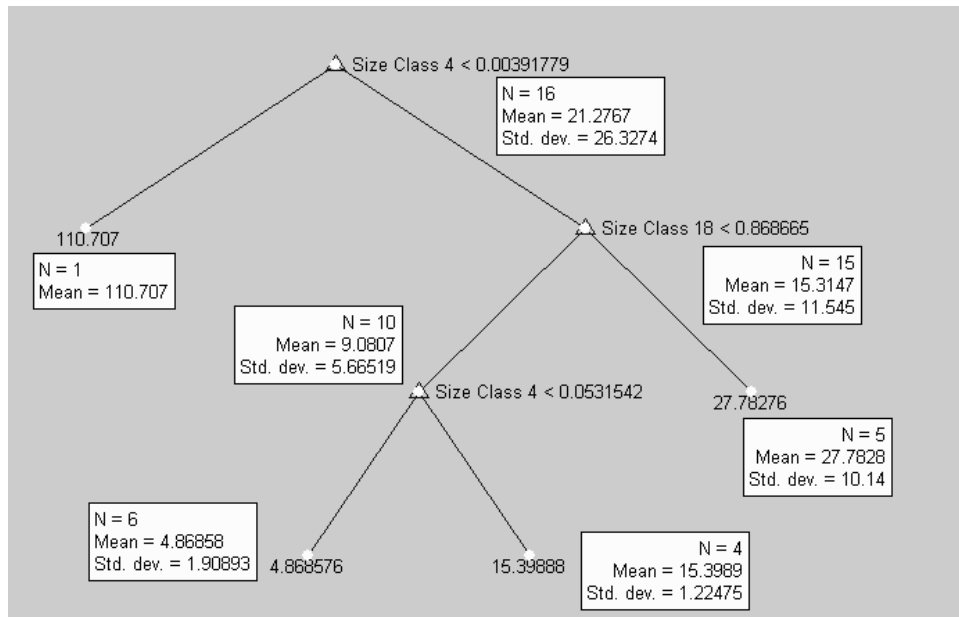 Size Class 4 < 0.00391779
N = 16
Mean = 21.2767
Std. dev. = 26.3274
110.707
N = 1
Mean = 110.707
Size Class 18 < 0.868665
N = 15
Mean = 15.3147
Std. dev. = 11.545
N = 10
Mean = 9.0807
Std. dev. = 5.66519
Size Class 4 < 0.0531542
27.78276
N = 5
Mean = 27.7828
Std. dev. = 10.14
N = 6
Mean = 4.86858
Std. dev. = 1.90893
4.868576
15.39888
N = 4
Mean = 15.3989
Std. dev. = 1.22475